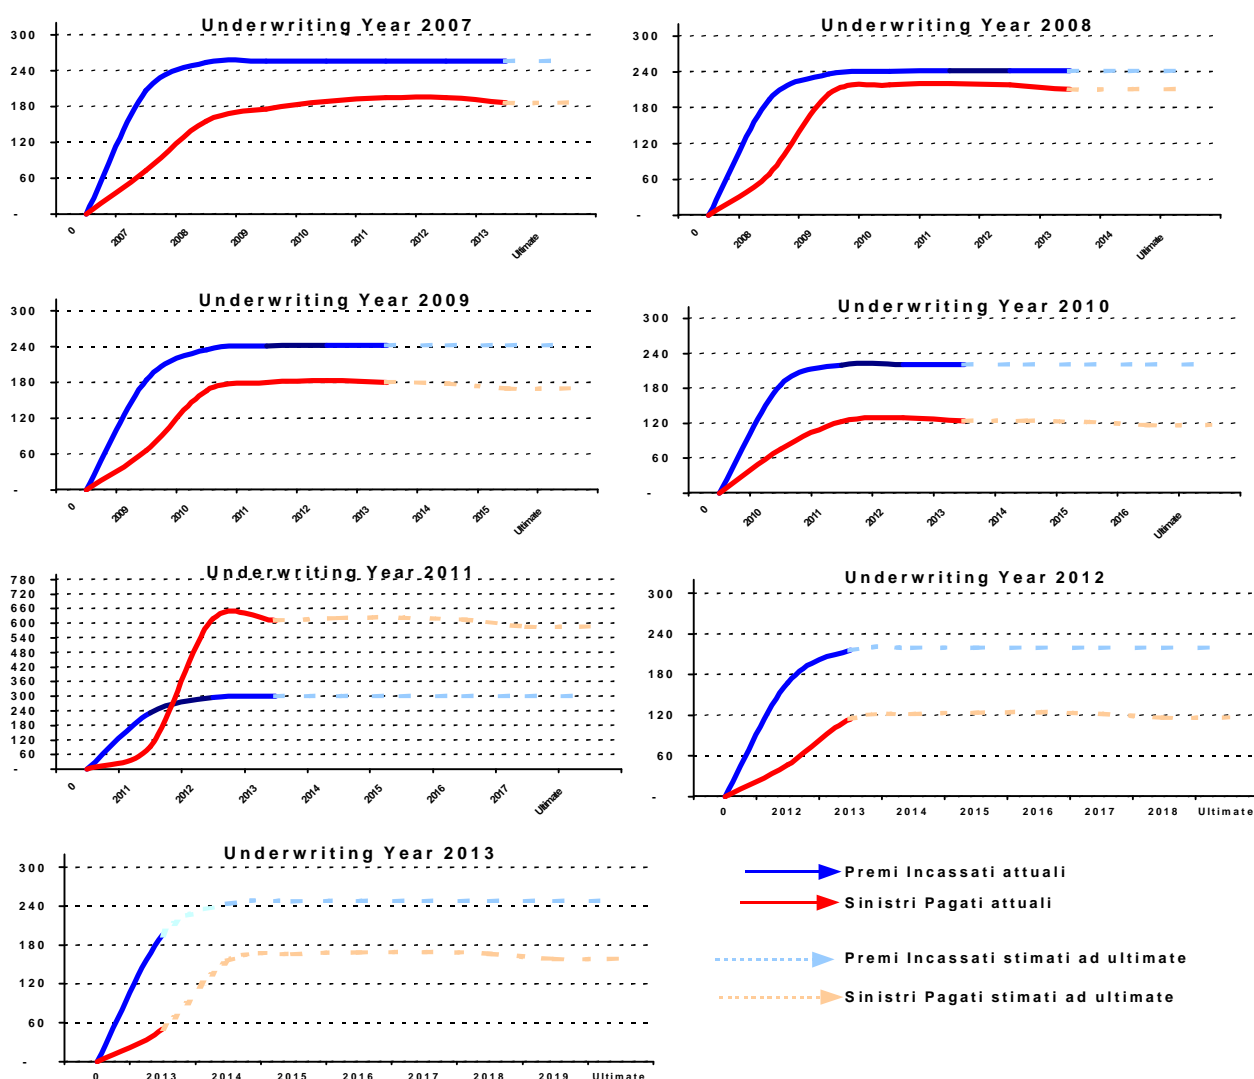 Underwriting Year 2007
300
240
180
120
60
-
0 2007 2008 2009 2010 2011 2012 2013 Ultimate
Underwriting Year 2008
300
240
180
120
60
-
0 2008 2009 2010 2011 2012 2013 2014 Ultimate
Underwriting Year 2009
300
240
180
120
60
-
0 2009 2010 2011 2012 2013 2014 2015 Ultimate
Underwriting Year 2010
300
240
180
120
60
-
0 2010 2011 2012 2013 2014 2015 2016 Ultimate
Underwriting Year 2011
780
720
660
600
540
480
420
360
300
240
180
120
60
-
0 2011 2012 2013 2014 2015 2016 2017 Ultimate
Underwriting Year 2012
300
240
180
120
60
-
0 2012 2013 2014 2015 2016 2017 2018 Ultimate
Underwriting Year 2013
300
240
180
120
60
-
0 2013 2014 2015 2016 2017 2018 2019 Ultimate
Premi Incassati attuali
Sinistri Pagati attuali
Premi Incassati stimati ad ultimate
Sinistri Pagati stimati ad ultimate